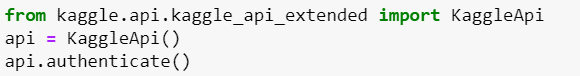 from kaggle.api.kaggle_api_extended import KaggleApi
api = KaggleApi()
api.authenticate()